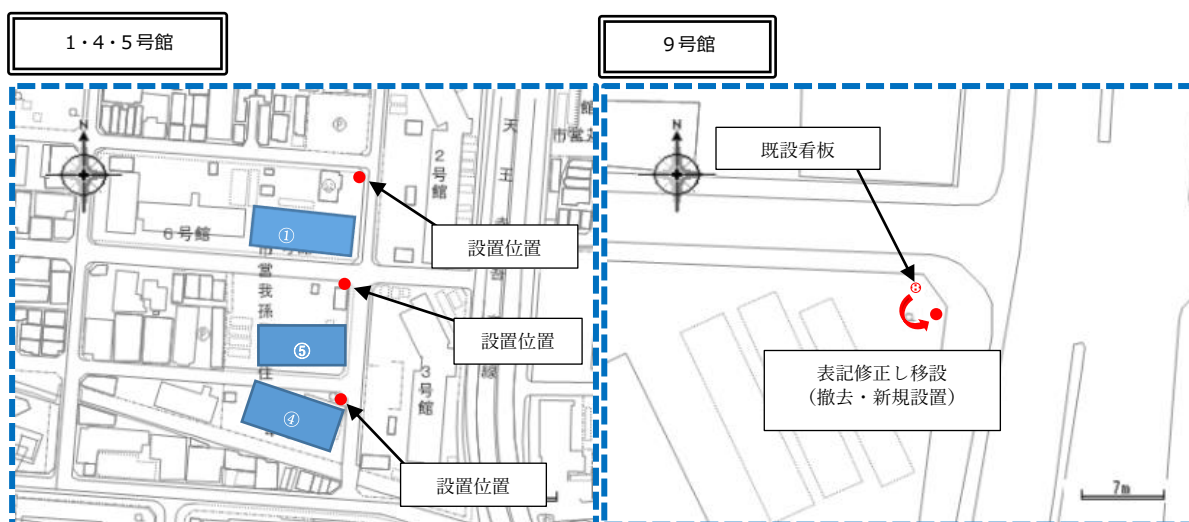 1・4・5号館
9号館
N
Ⓟ
2号館
天王
市営
①
6号館
設置位置
市営我孫
住
設置位置
Ⓟ
⑤
3号館
線
④
設置位置
N
既設看板
表記修正し移設
（撤去・新規設置）
7m